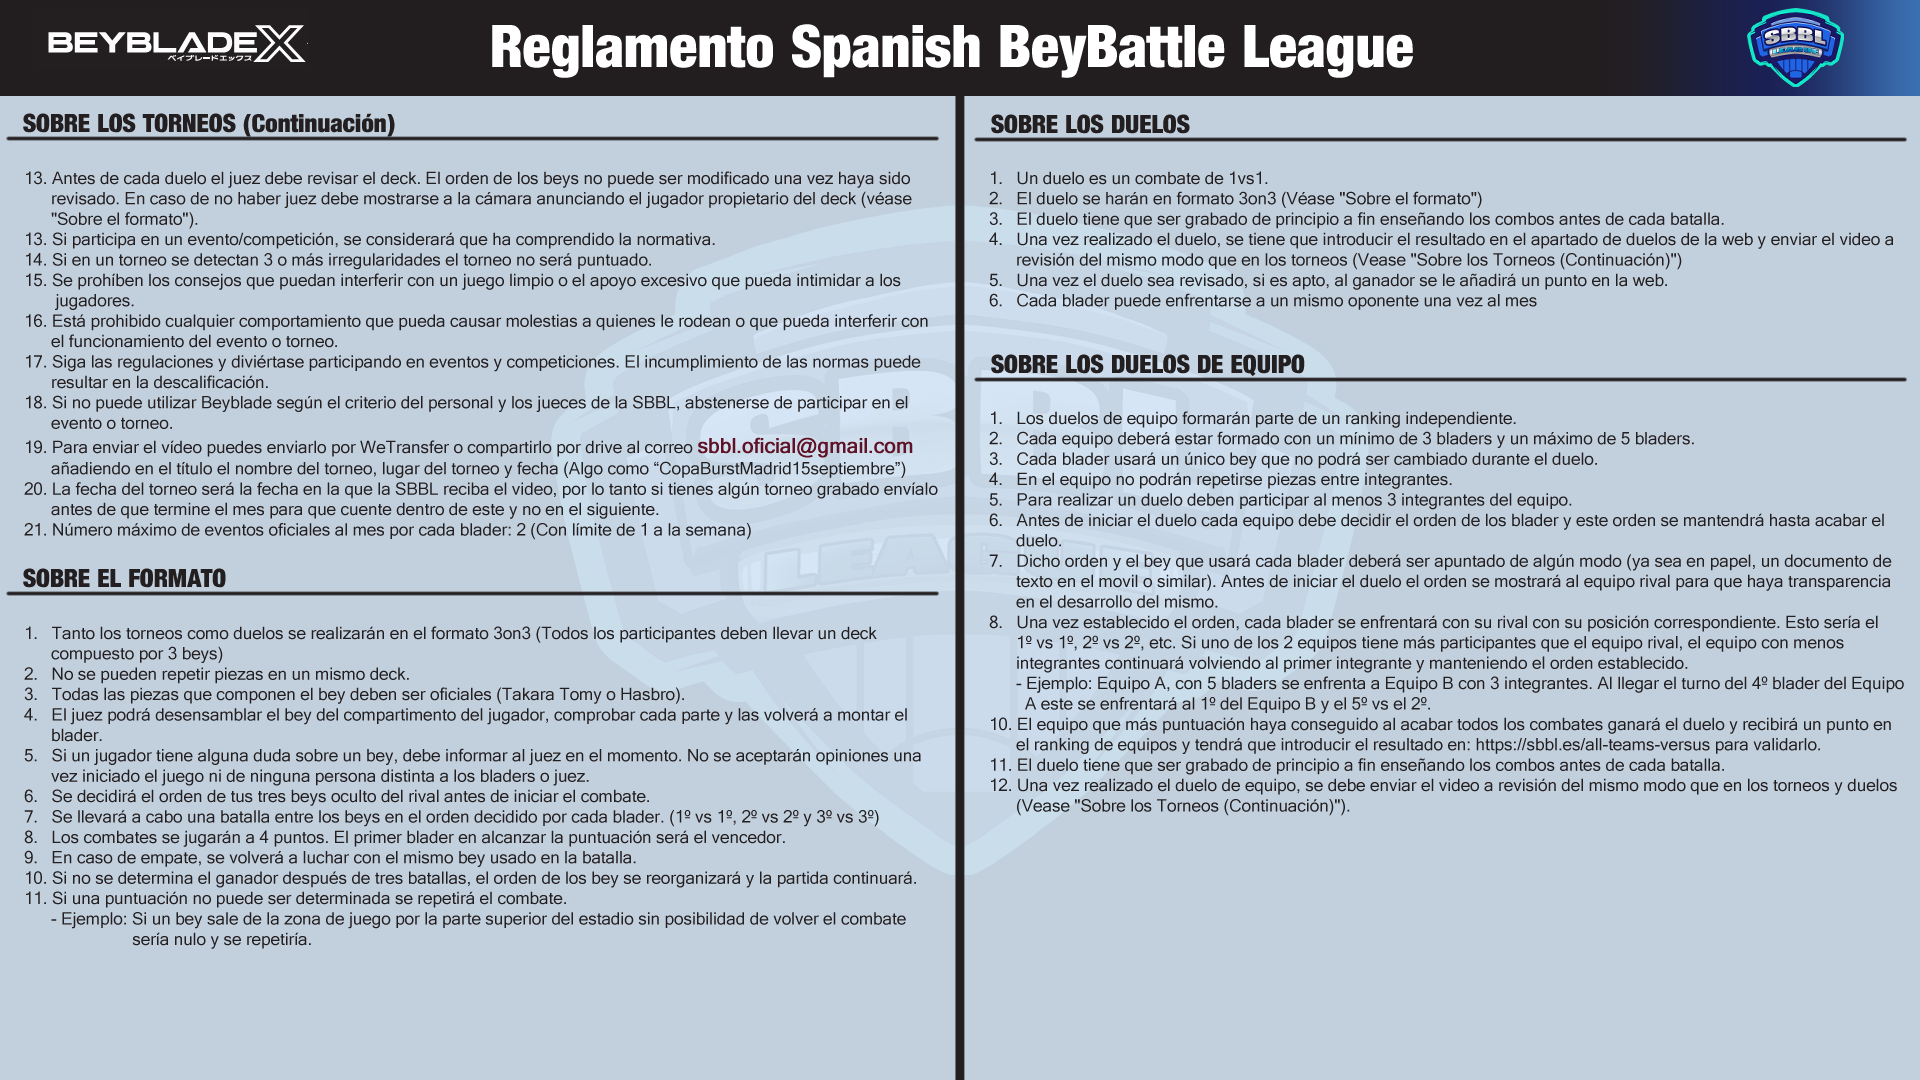 BEYBLADE X
ベイブレードエックス
Reglamento Spanish BeyBattle League
SBBL
LEAGUE
SOBRE LOS TORNEOS (Continuación)
13. Antes de cada duelo el juez debe revisar el deck. El orden de los beys no puede ser modificado una vez haya sido
revisado. En caso de no haber juez debe mostrarse a la cámara anunciando el jugador propietario del deck (véase
"Sobre el formato").
13. Si participa en un evento/competición, se considerará que ha comprendido la normativa.
14. Si en un torneo se detectan 3 o más irregularidades el torneo no será puntuado.
15. Se prohíben los consejos que puedan interferir con un juego limpio o el apoyo excesivo que pueda intimidar a los
jugadores.
16. Está prohibido cualquier comportamiento que pueda causar molestias a quienes le rodean o que pueda interferir con
el funcionamiento del evento o torneo.
17. Siga las regulaciones y diviértase participando en eventos y competiciones. El incumplimiento de las normas puede
resultar en la descalificación.
18. Si no puede utilizar Beyblade según el criterio del personal y los jueces de la SBBL, abstenerse de participar en el
evento o torneo.
19. Para enviar el vídeo puedes enviarlo por WeTransfer o compartirlo por drive al correo sbbl.oficial@gmail.com
añadiendo en el título el nombre del torneo, lugar del torneo y fecha (Algo como “CopaBurstMadrid15septiembre”)
20. La fecha del torneo será la fecha en la que la SBBL reciba el video, por lo tanto si tienes algún torneo grabado envíalo
antes de que termine el mes para que cuente dentro de este y no en el siguiente.
21. Número máximo de eventos oficiales al mes por cada blader: 2 (Con límite de 1 a la semana)
SOBRE EL FORMATO
1. Tanto los torneos como duelos se realizarán en el formato 3on3 (Todos los participantes deben llevar un deck
compuesto por 3 beys)
2. No se pueden repetir piezas en un mismo deck.
3. Todas las piezas que componen el bey deben ser oficiales (Takara Tomy o Hasbro).
4. El juez podrá desensamblar el bey del compartimento del jugador, comprobar cada parte y las volverá a montar el
blader.
5. Si un jugador tiene alguna duda sobre un bey, debe informar al juez en el momento. No se aceptarán opiniones una
vez iniciado el juego ni de ninguna persona distinta a los bladers o juez.
6. Se decidirá el orden de tus tres beys oculto del rival antes de iniciar el combate.
7. Se llevará a cabo una batalla entre los beys en el orden decidido por cada blader. (1º vs 1º, 2º vs 2º y 3º vs 3º)
8. Los combates se jugarán a 4 puntos. El primer blader en alcanzar la puntuación será el vencedor.
9. En caso de empate, se volverá a luchar con el mismo bey usado en la batalla.
10. Si no se determina el ganador después de tres batallas, el orden de los bey se reorganizará y la partida continuará.
11. Si una puntuación no puede ser determinada se repetirá el combate.
- Ejemplo: Si un bey sale de la zona de juego por la parte superior del estadio sin posibilidad de volver el combate
sería nulo y se repetiría.
SOBRE LOS DUELOS
1. Un duelo es un combate de 1vs1.
2. El duelo se harán en formato 3on3 (Véase "Sobre el formato")
3. El duelo tiene que ser grabado de principio a fin enseñando los combos antes de cada batalla.
4. Una vez realizado el duelo, se tiene que introducir el resultado en el apartado de duelos de la web y enviar el video a
revisión del mismo modo que en los torneos (Vease "Sobre los Torneos (Continuación)")
5. Una vez el duelo sea revisado, si es apto, al ganador se le añadirá un punto en la web.
6. Cada blader puede enfrentarse a un mismo oponente una vez al mes
SOBRE LOS DUELOS DE EQUIPO
1. Los duelos de equipo formarán parte de un ranking independiente.
2. Cada equipo deberá estar formado con un mínimo de 3 bladers y un máximo de 5 bladers.
3. Cada blader usará un único bey que no podrá ser cambiado durante el duelo.
4. En el equipo no podrán repetirse piezas entre integrantes.
5. Para realizar un duelo deben participar al menos 3 integrantes del equipo.
6. Antes de iniciar el duelo cada equipo debe decidir el orden de los blader y este orden se mantendrá hasta acabar el
duelo.
7. Dicho orden y el bey que usará cada blader deberá ser apuntado de algún modo (ya sea en papel, un documento de
texto en el movil o similar). Antes de iniciar el duelo el orden se mostrará al equipo rival para que haya transparencia
en el desarrollo del mismo.
8. Una vez establecido el orden, cada blader se enfrentará con su rival con su posición correspondiente. Esto sería el
1º vs 1º, 2º vs 2º, etc. Si uno de los 2 equipos tiene más participantes que el equipo rival, el equipo con menos
integrantes continuará volviendo al primer integrante y manteniendo el orden establecido.
- Ejemplo: Equipo A, con 5 bladers se enfrenta a Equipo B con 3 integrantes. Al llegar el turno del 4º blader del Equipo
A este se enfrentará al 1º del Equipo B y el 5º vs el 2º.
10. El equipo que más puntuación haya conseguido al acabar todos los combates ganará el duelo y recibirá un punto en
el ranking de equipos y tendrá que introducir el resultado en: https://sbbl.es/all-teams-versus para validarlo.
11. El duelo tiene que ser grabado de principio a fin enseñando los combos antes de cada batalla.
12. Una vez realizado el duelo de equipo, se debe enviar el video a revisión del mismo modo que en los torneos y duelos
(Vease "Sobre los Torneos (Continuación)").
SBBL
LEAGUE